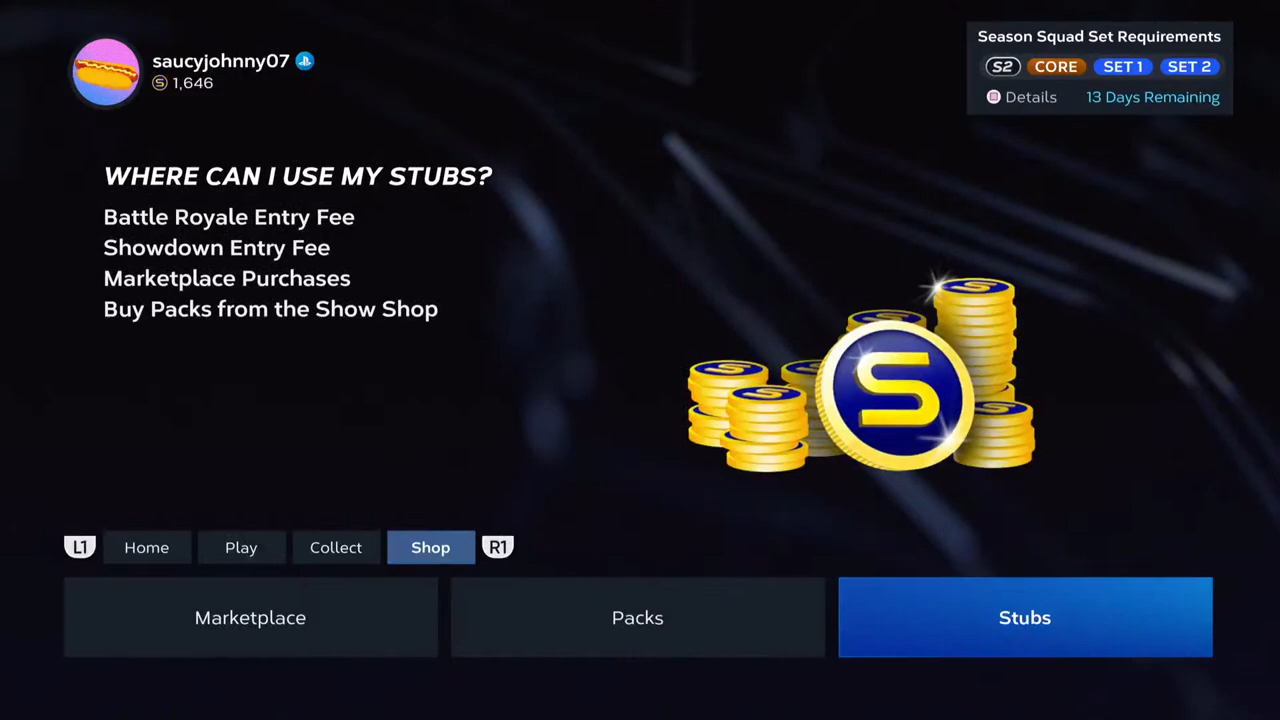 saucyjohnny07
S 1,646
Season Squad Set Requirements
S2 CORE SET 1 SET 2
Details 13 Days Remaining
WHERE CAN I USE MY STUBS?
Battle Royale Entry Fee
Showdown Entry Fee
Marketplace Purchases
Buy Packs from the Show Shop
S
L1 Home Play Collect Shop R1
Marketplace Packs Stubs